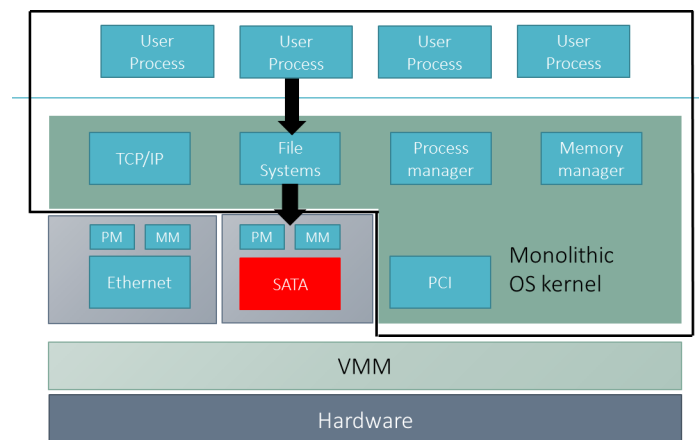 User
Process
User
Process
User
Process
User
Process
TCP/IP
File
Systems
Process
manager
Memory
manager
PM
MM
Ethernet
PM
MM
SATA
PCI
Monolithic
OS kernel
VMM
Hardware